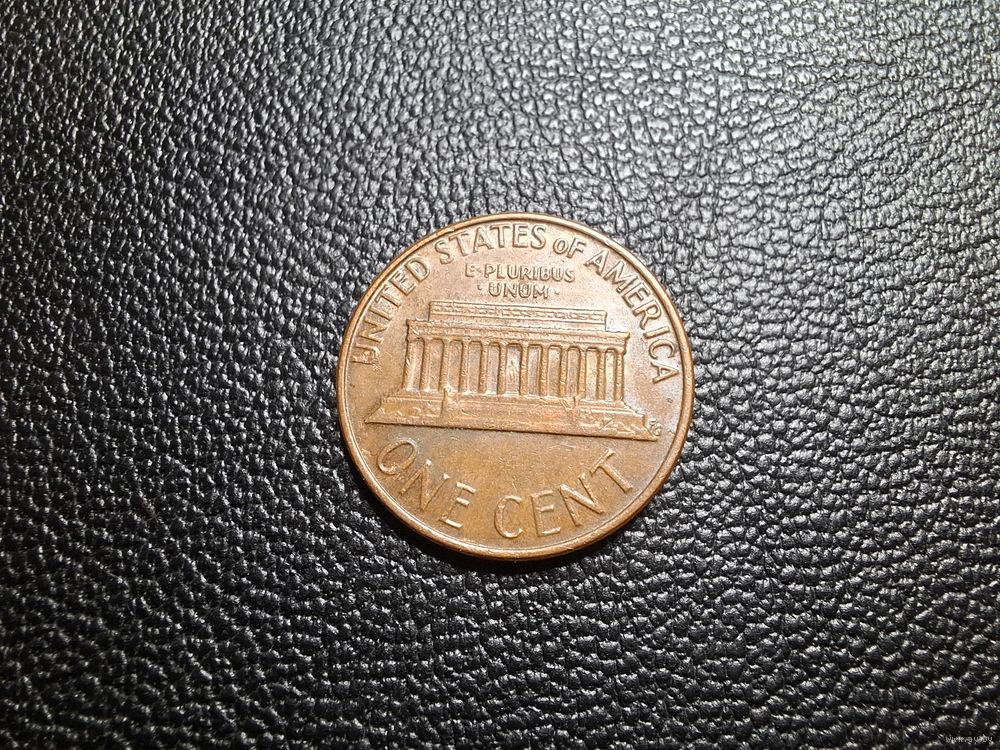 UNITED STATES oF AMERICA
E·PLURIBUS
·UNUM·
ONE CENT